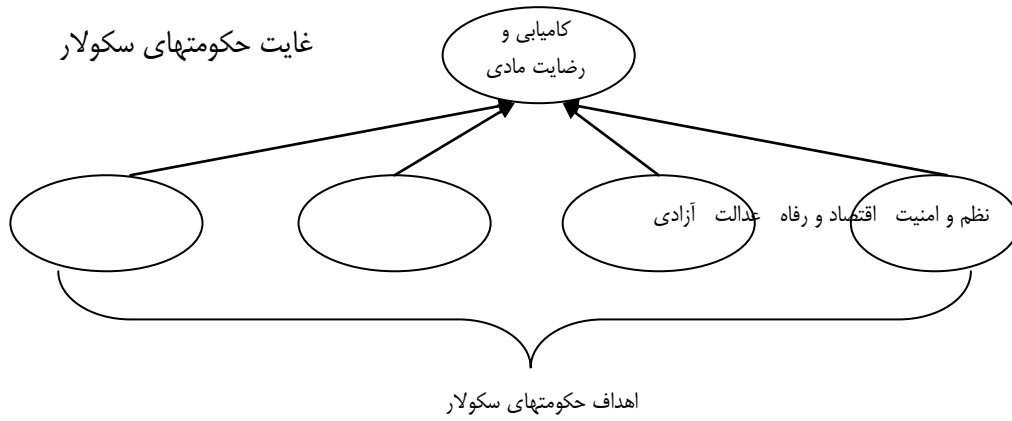 غایت حکومتهای سکولار
کامیابی و
رضایت مادی
نظم و امنیت اقتصاد و رفاه عدالت آزادی
اهداف حکومتهای سکولار